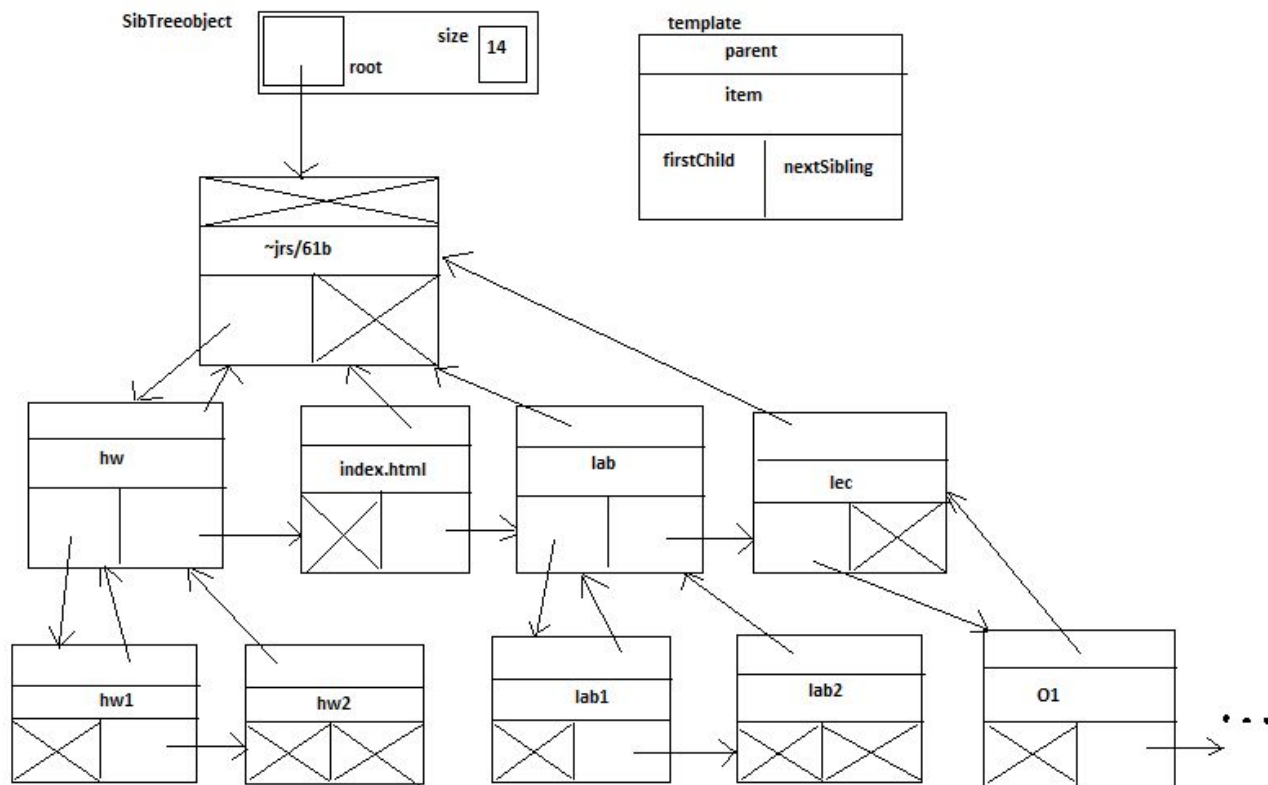 SibTreeobject
root
size
14
template
parent
item
firstChild
nextSibling
~jrs/61b
hw
index.html
lab
lec
hw1
hw2
lab1
lab2
O1
...